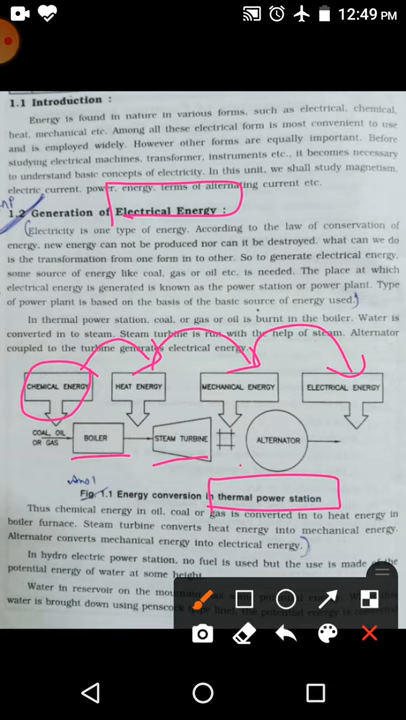 12:49 PM
1.1 Introduction :
Energy is found in nature in various forms, such as electrical, chemical,
heat, mechanical etc. Among all these electrical form is most convenient to use
and is employed widely. However other forms are equally important. Before
studying electrical machines, transformer, instruments etc., it becomes necessary
to understand basic concepts of electricity. In this unit, we shall study magnetism,
electric current, power, energy, terms of alternating current etc.
1.2 Generation of Electrical Energy :
Electricity is one type of energy. According to the law of conservation of
energy, new energy can not be produced nor can it be destroyed, what can we do
is the transformation from one form in to other. So to generate electrical energy,
some source of energy like coal, gas or oil etc. is needed. The place at which
electrical energy is generated is known as the power station or power plant. Type
of power plant is based on the basis of the basic source of energy used.
In thermal power station, coal, or gas or oil is burnt in the boiler. Water is
converted in to steam. Steam turbine is run with the help of steam. Alternator
coupled to the turbine generates electrical energy.
CHEMICAL ENERGY HEAT ENERGY MECHANICAL ENERGY ELECTRICAL ENERGY
COAL, OIL OR GAS BOILER STEAM TURBINE ALTERNATOR
Fig. 1.1 Energy conversion in thermal power station
Thus chemical energy in oil, coal or gas is converted in to heat energy in
boiler furnace. Steam turbine converts heat energy into mechanical energy.
Alternator converts mechanical energy into electrical energy.
In hydro electric power station, no fuel is used but the use is made of the
potential energy of water at some height.
Water in reservoir on the
water is brought down using